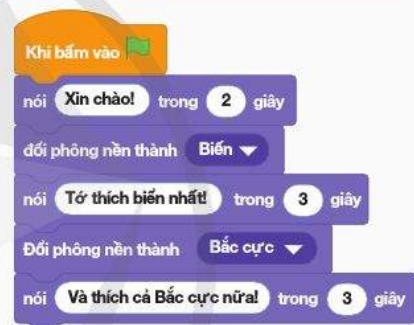 Khi bấm vào
nói Xin chào! trong 2 giây
đổi phông nền thành Biển
nói Tớ thích biển nhất! trong 3 giây
Đổi phông nền thành Bắc cực
nói Và thích cả Bắc cực nữa! trong 3 giây